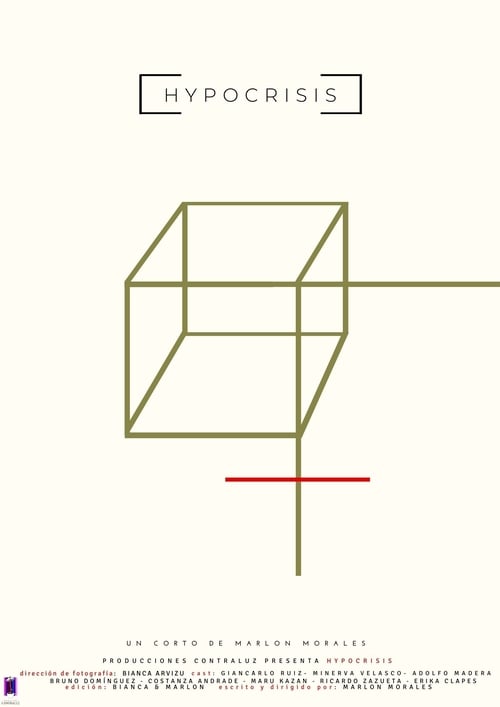 HYPOCRISIS
UN CORTO DE MARLON MORALES
PRODUCCIONES CONTRALUZ PRESENTA HYPOCRISIS
dirección de fotografía: BIANCA ARVIZU cast: GIANCARLO RUIZ- MINERVA VELASCO- ADOLFO MADERA
BRUNO DOMÍNGUEZ - COSTANZA ANDRADE - MARU KAZAN - RICARDO ZAZUETA - ERIKA CLAPES
edición: BIANCA & MARLON escrito y dirigido por: MARLON MORALES